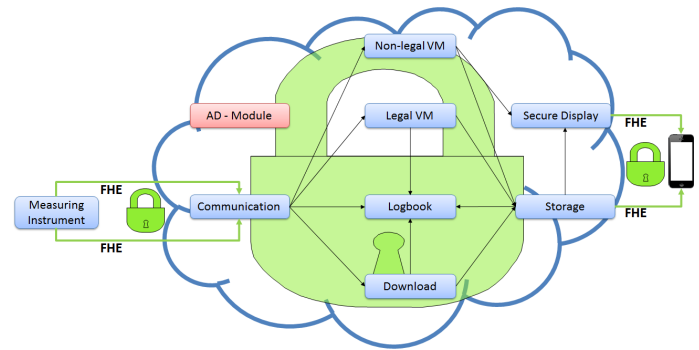 Non-legal VM
AD - Module
Legal VM
Secure Display
FHE
FHE
Measuring
Instrument
Communication
Logbook
Storage
FHE
FHE
Download